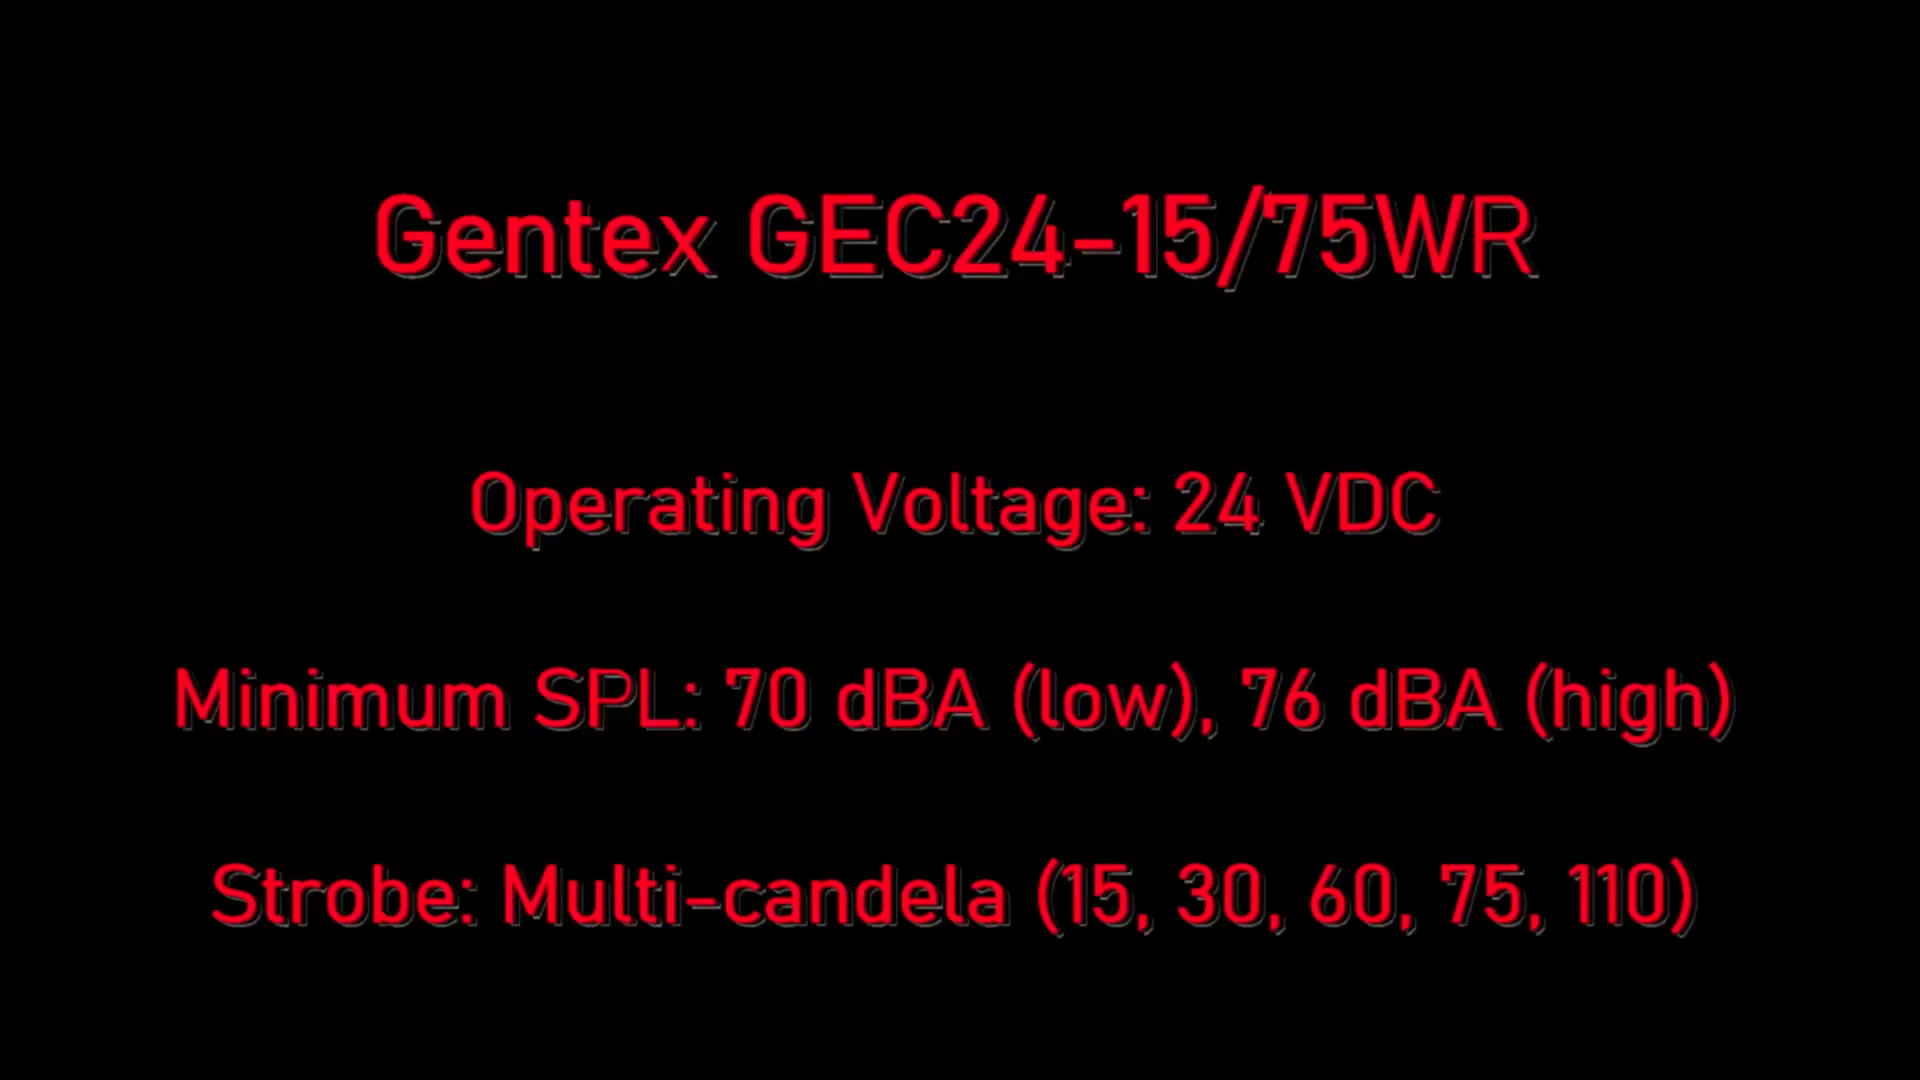 Gentex GEC24-15/75WR
Operating Voltage: 24 VDC
Minimum SPL: 70 dBA (low), 76 dBA (high)
Strobe: Multi-candela (15, 30, 60, 75, 110)